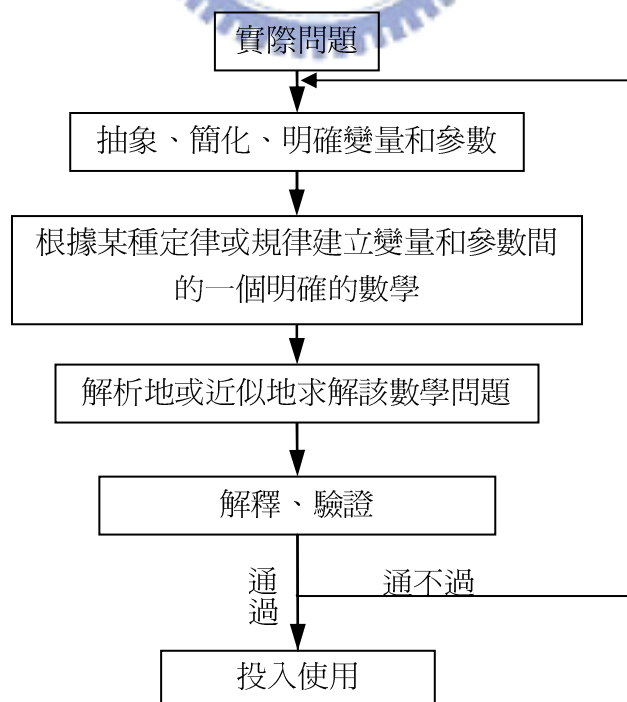 實際問題
抽象、簡化、明確變量和參數
根據某種定律或規律建立變量和參數間
的一個明確的數學
解析地或近似地求解該數學問題
解釋、驗證
通過
通不過
投入使用